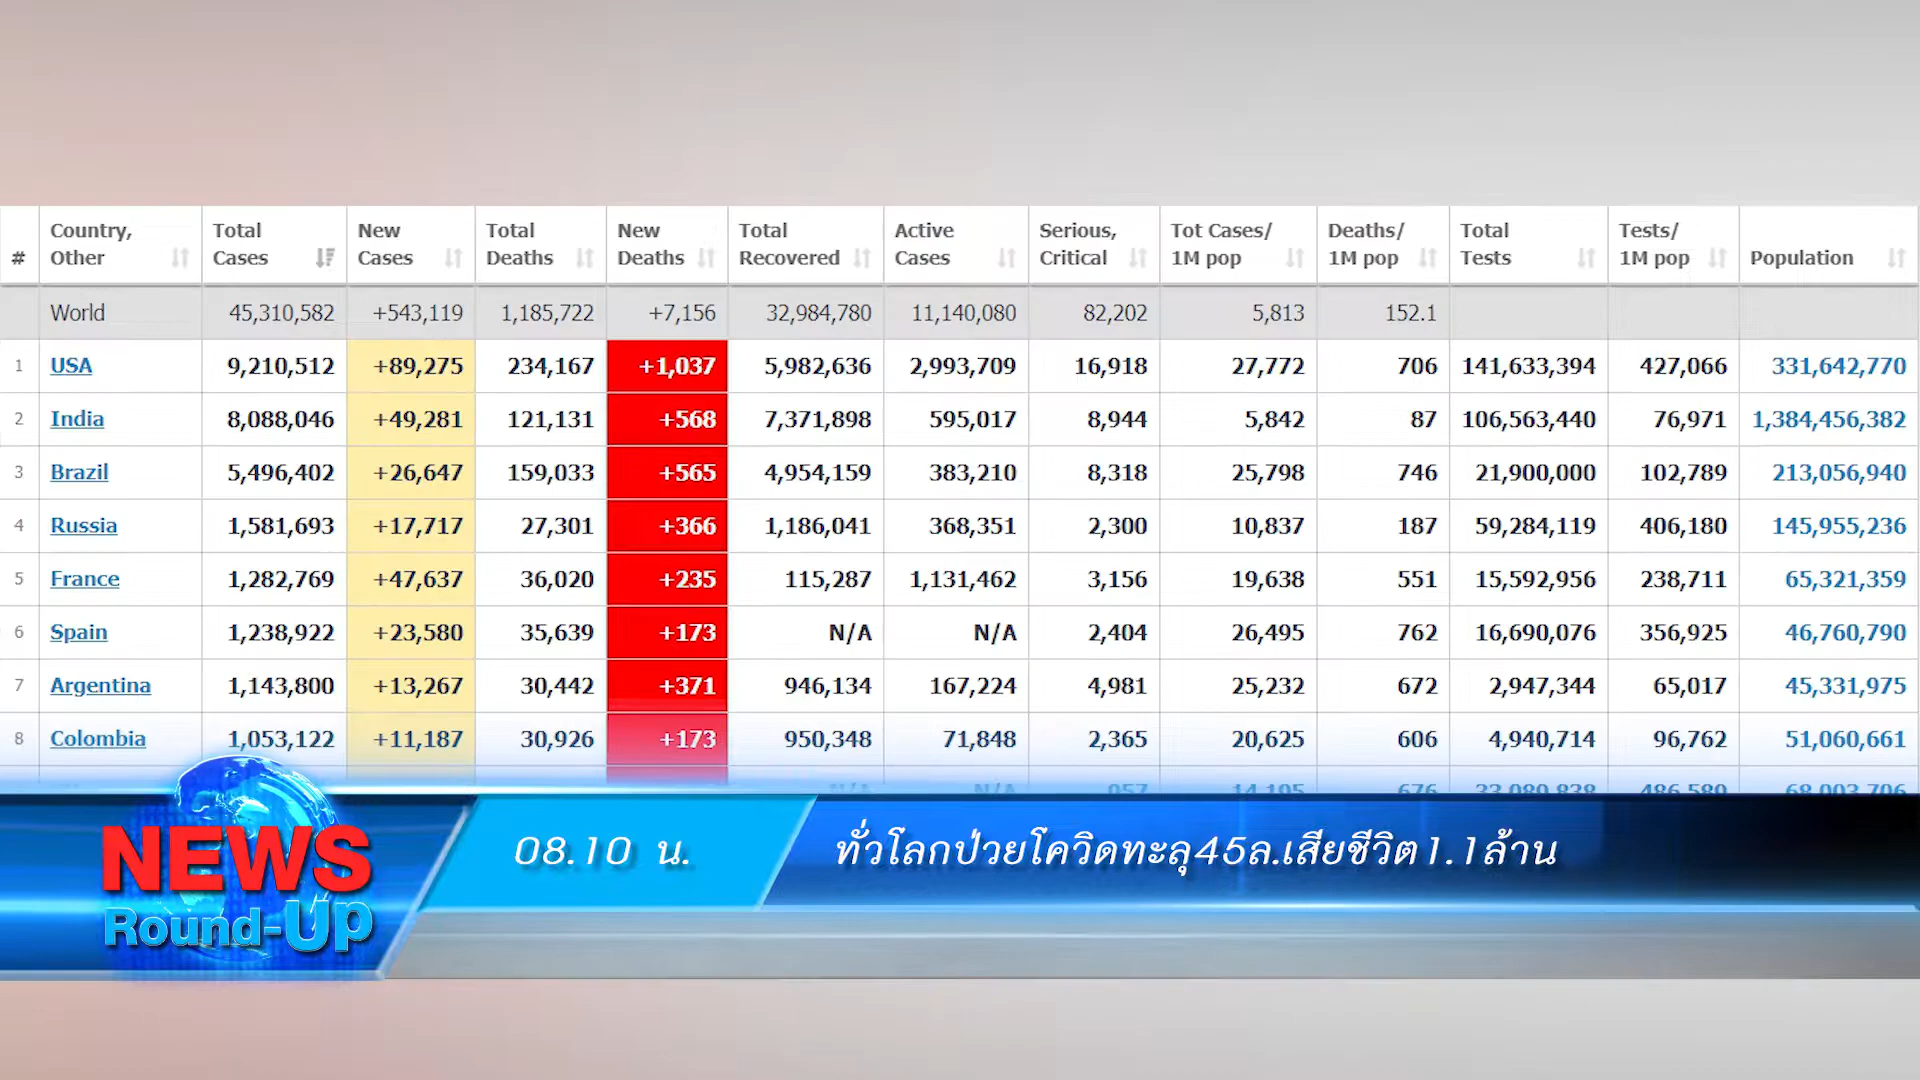 # Country, Other Total Cases New Cases Total Deaths New Deaths Total Recovered Active Cases Serious, Critical Tot Cases/ 1M pop Deaths/ 1M pop Total Tests Tests/ 1M pop Population
World 45,310,582 +543,119 1,185,722 +7,156 32,984,780 11,140,080 82,202 5,813 152.1
1 USA 9,210,512 +89,275 234,167 +1,037 5,982,636 2,993,709 16,918 27,772 706 141,633,394 427,066 331,642,770
2 India 8,088,046 +49,281 121,131 +568 7,371,898 595,017 8,944 5,842 87 106,563,440 76,971 1,384,456,382
3 Brazil 5,496,402 +26,647 159,033 +565 4,954,159 383,210 8,318 25,798 746 21,900,000 102,789 213,056,940
4 Russia 1,581,693 +17,717 27,301 +366 1,186,041 368,351 2,300 10,837 187 59,284,119 406,180 145,955,236
5 France 1,282,769 +47,637 36,020 +235 115,287 1,131,462 3,156 19,638 551 15,592,956 238,711 65,321,359
6 Spain 1,238,922 +23,580 35,639 +173 N/A N/A 2,404 26,495 762 16,690,076 356,925 46,760,790
7 Argentina 1,143,800 +13,267 30,442 +371 946,134 167,224 4,981 25,232 672 2,947,344 65,017 45,331,975
8 Colombia 1,053,122 +11,187 30,926 +173 950,348 71,848 2,365 20,625 606 4,940,714 96,762 51,060,661
NEWS
Round-Up
08.10 น.
ทั่วโลกป่วยโควิดทะลุ45ล.เสียชีวิต1.1ล้าน